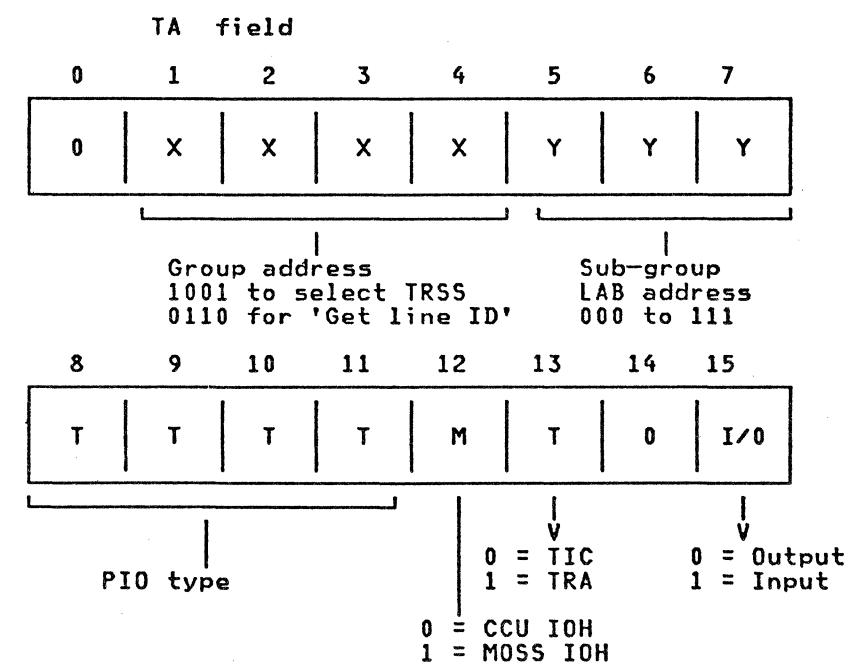 TA field
0 1 2 3 4 5 6 7
0 X X X X Y Y Y
Group address
1001 to select TRSS
0110 for 'Get line ID'
Sub-group
LAB address
000 to 111
8 9 10 11 12 13 14 15
T T T T M T 0 I/O
PIO type
0 = TIC
1 = TRA
0 = Output
1 = Input
0 = CCU IOH
1 = MOSS IOH